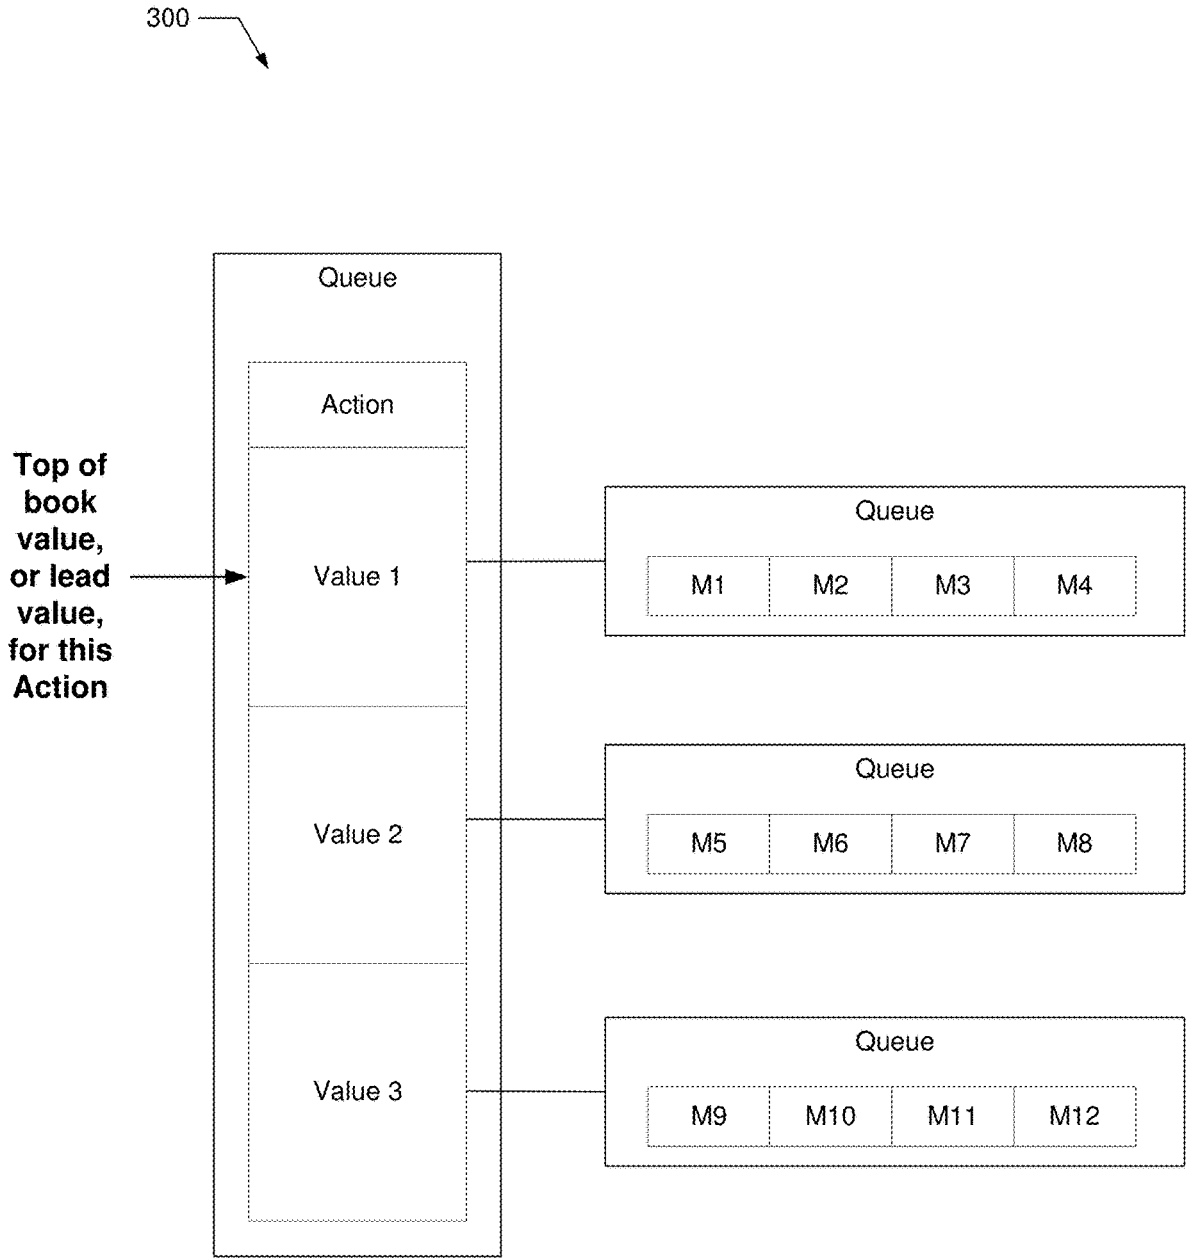 300
Queue
Action
Top of
book
value,
or lead
value,
for this
Action
Value 1
Queue
M1 M2 M3 M4
Value 2
Queue
M5 M6 M7 M8
Value 3
Queue
M9 M10 M11 M12